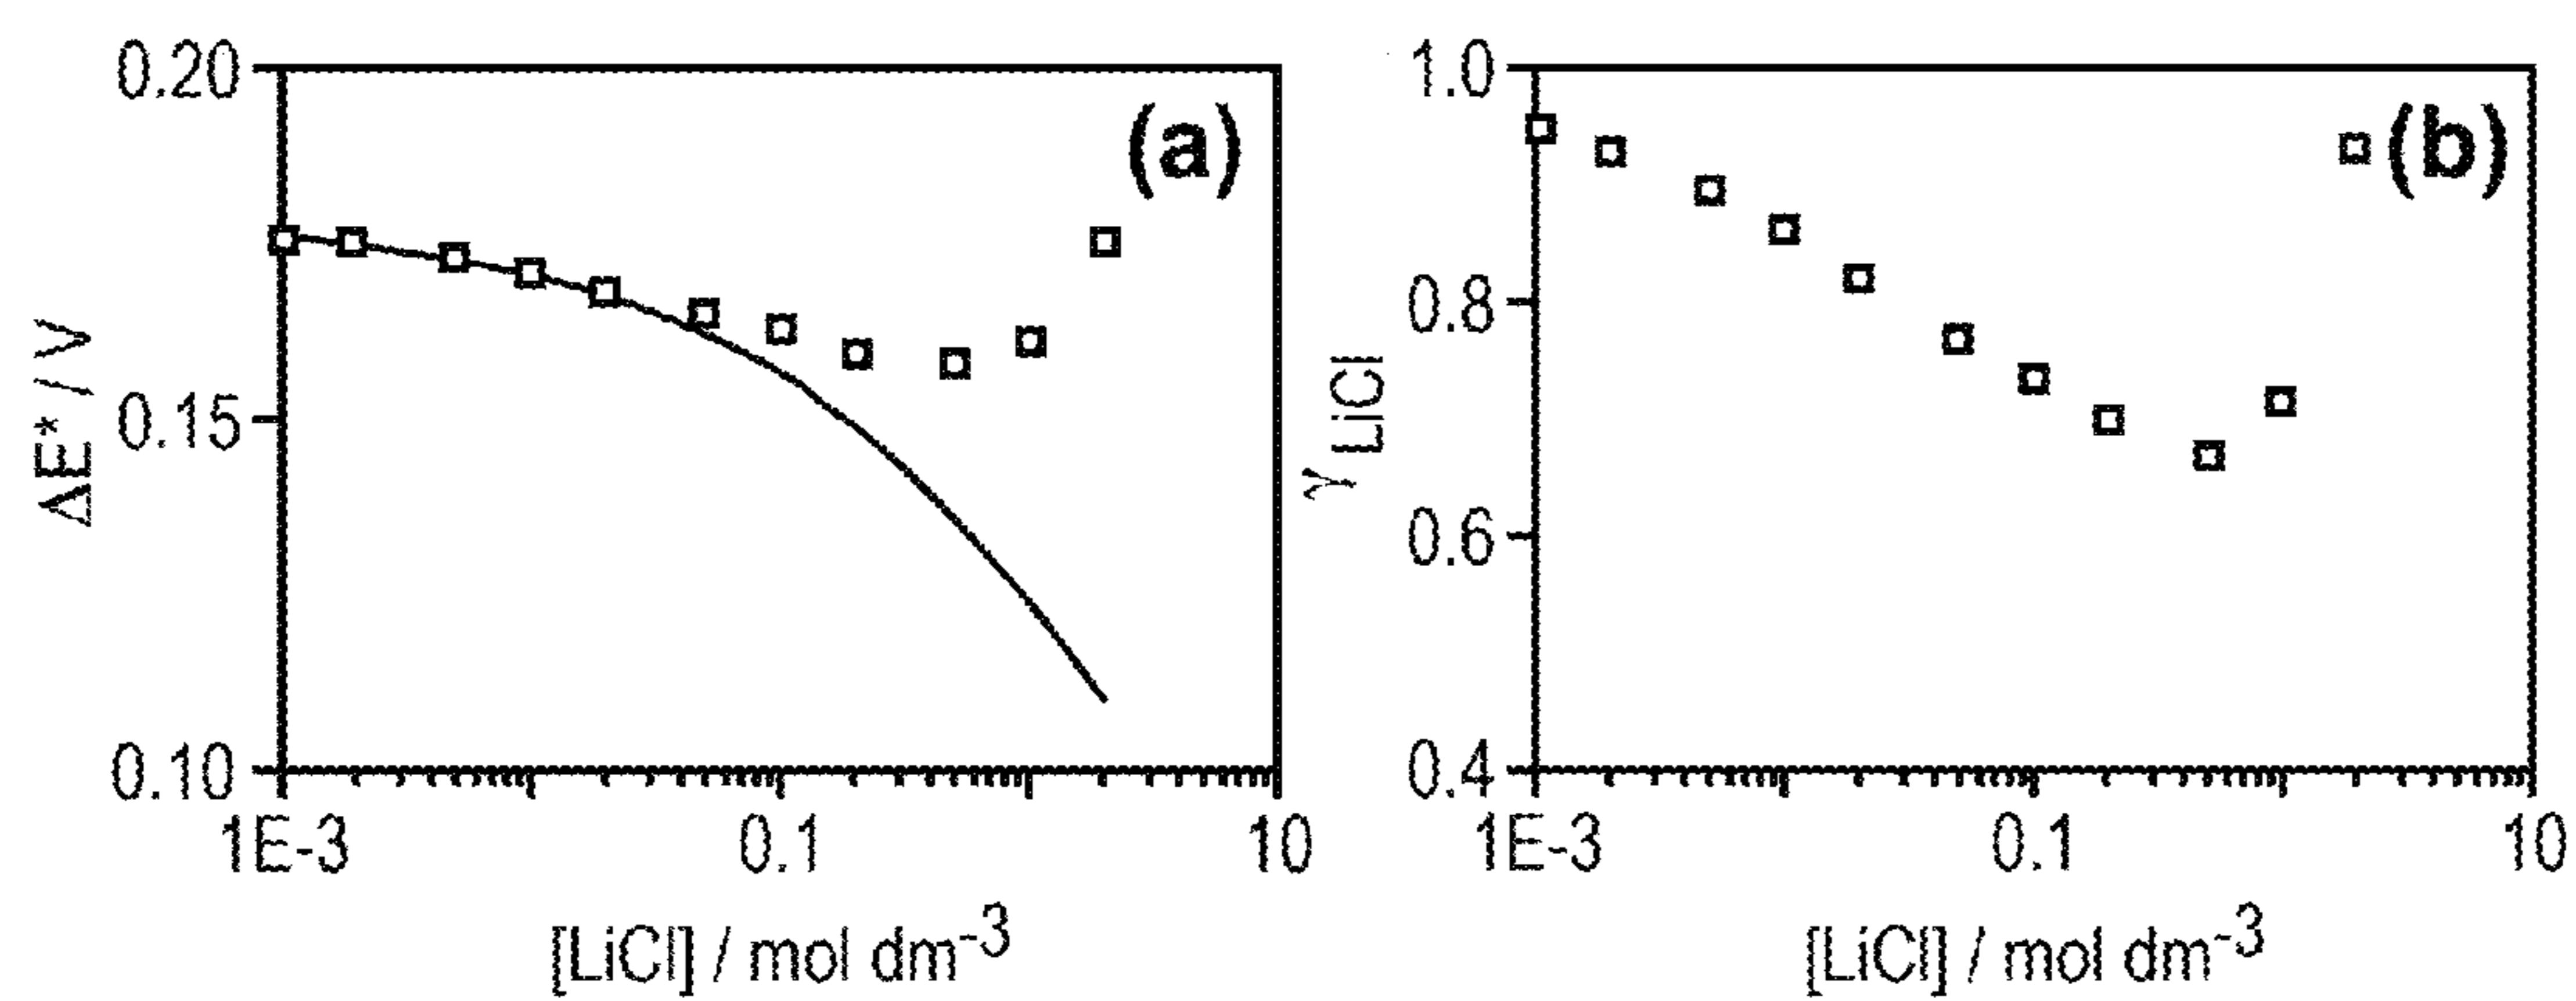 0.20
0.15
0.10
ΔE* / V
(a)
1E-3
0.1
10
[LiCl] / mol dm-3
1.0
0.8
0.6
0.4
γ LiCl
(b)
1E-3
0.1
10
[LiCl] / mol dm-3